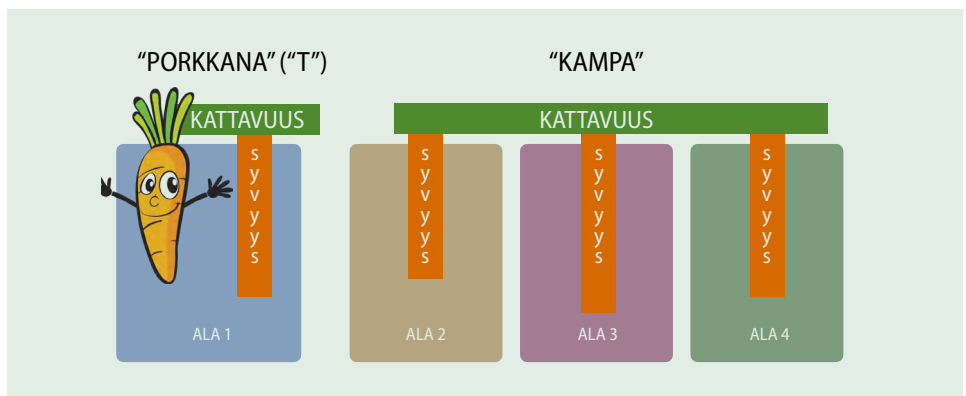 “PORKKANA” (“T”)
“KAMPA”
KATTAVUUS
KATTAVUUS
syvyys
syvyys
syvyys
syvyys
ALA 1
ALA 2
ALA 3
ALA 4